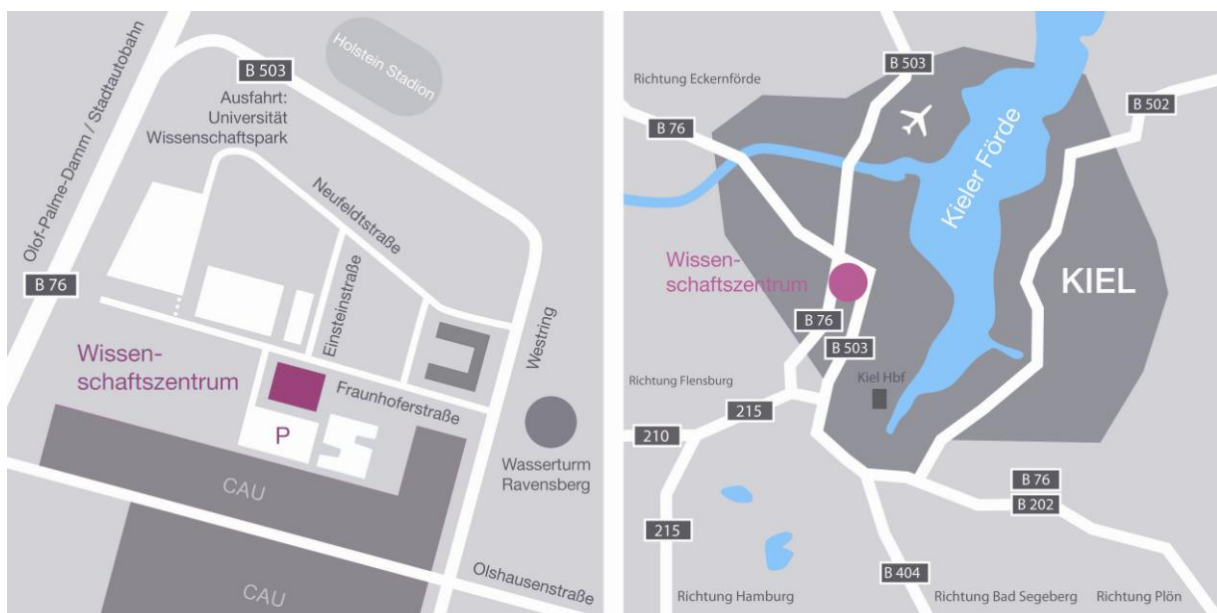 Olof-Palme-Damm / Stadtautobahn
B 503
Holstein Stadion
Ausfahrt:
Universität
Wissenschaftspark
Neufeldtstraße
B 76
Einsteinstraße
Westring
Wissen-
schaftszentrum
Fraunhoferstraße
P
Wasserturm
Ravensberg
CAU
CAU
Olshausenstraße
B 503
Richtung Eckernförde
B 502
B 76
Kieler Förde
Wissen-
schaftszentrum
KIEL
B 76
B 503
Richtung Flensburg
Kiel Hbf
215
210
B 76
B 202
215
B 404
Richtung Hamburg
Richtung Bad Segeberg
Richtung Plön